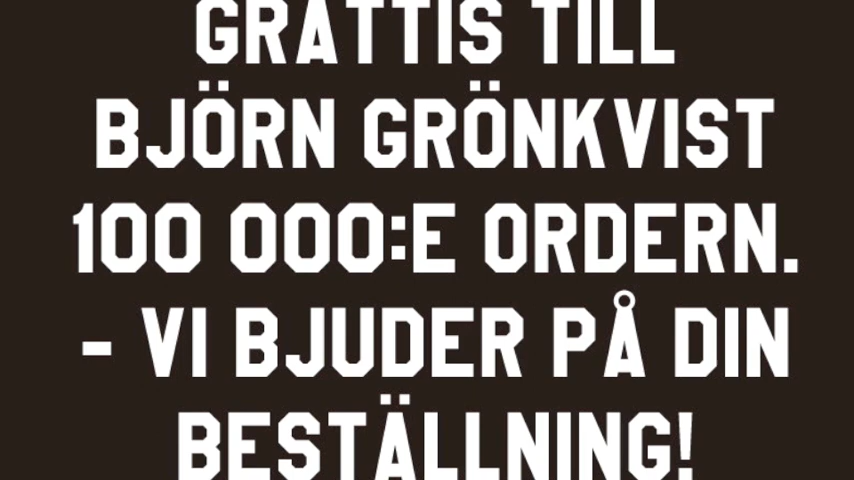 GRATTIS TILL
BJÖRN GRÖNKVIST
100 000:E ORDERN.
- VI BJUDER PÅ DIN
BESTÄLLNING!